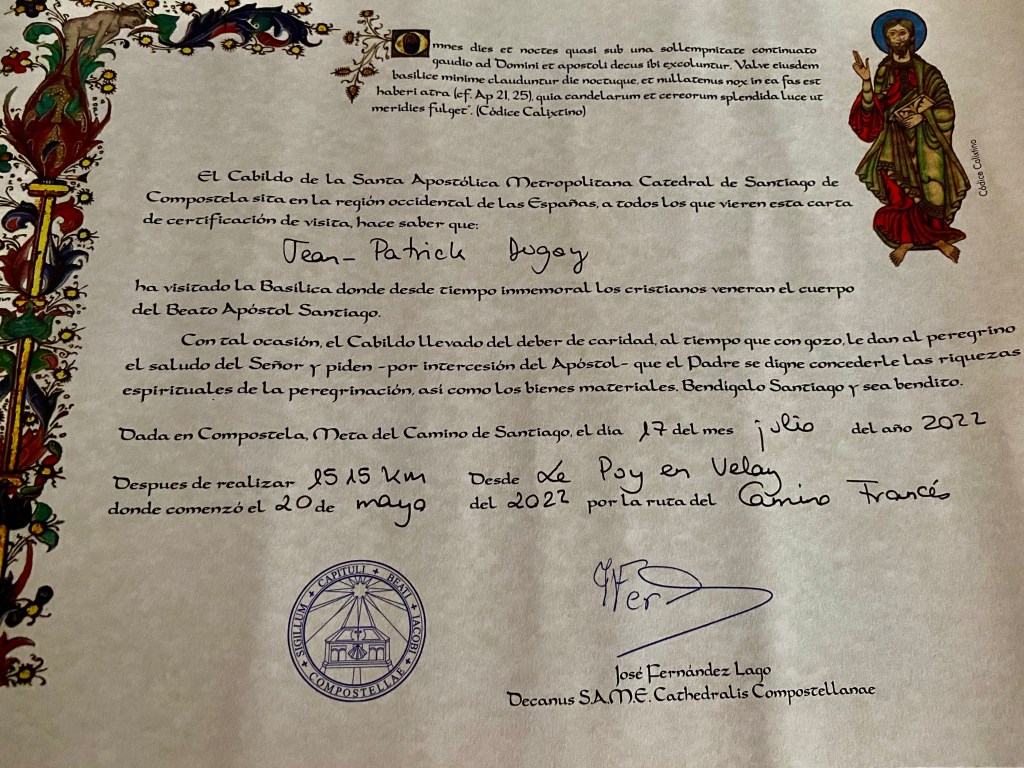 Omnes dies et noctes quasi sub una sollempnitate continuato
gaudio ad Domini et apostoli decus ibi excoluntur. Valve eiusdem
basilice minime clauduntur die noctuque, et nullatenus nox in ea fas est
haberi atra (cf. Ap 21, 25), quia candelarum et cereorum splendida luce ut
meridies fulget". (Códice Calixtino)
Códice Calixtino
El Cabildo de la Santa Apostólica Metropolitana Catedral de Santiago de
Compostela sita en la región occidental de las Españas, a todos los que vieren esta carta
de certificación de visita, hace saber que:
Jean-Patrick Dugoy
ha visitado la Basílica donde desde tiempo inmemoral los cristianos veneran el cuerpo
del Beato Apóstol Santiago.
Con tal ocasión, el Cabildo llevado del deber de caridad, al tiempo que con gozo, le dan al peregrino
el saludo del Señor y piden -por intercesión del Apóstol- que el Padre se digne concederle las riquezas
espirituales de la peregrinación, así como los bienes materiales. Bendígalo Santiago y sea bendito.
Dada en Compostela, Meta del Camino de Santiago, el día 17 del mes julio del año 2022
Despues de realizar 1515 km Desde Le Puy en Velay
donde comenzó el 20 de mayo del 2022 por la ruta del Camino Francés
SIGILLUM + CAPITULI + BEATI + JACOBI + COMPOSTELLAE +
José Fernández Lago
Decanus S.A.M.E. Cathedralis Compostellanae